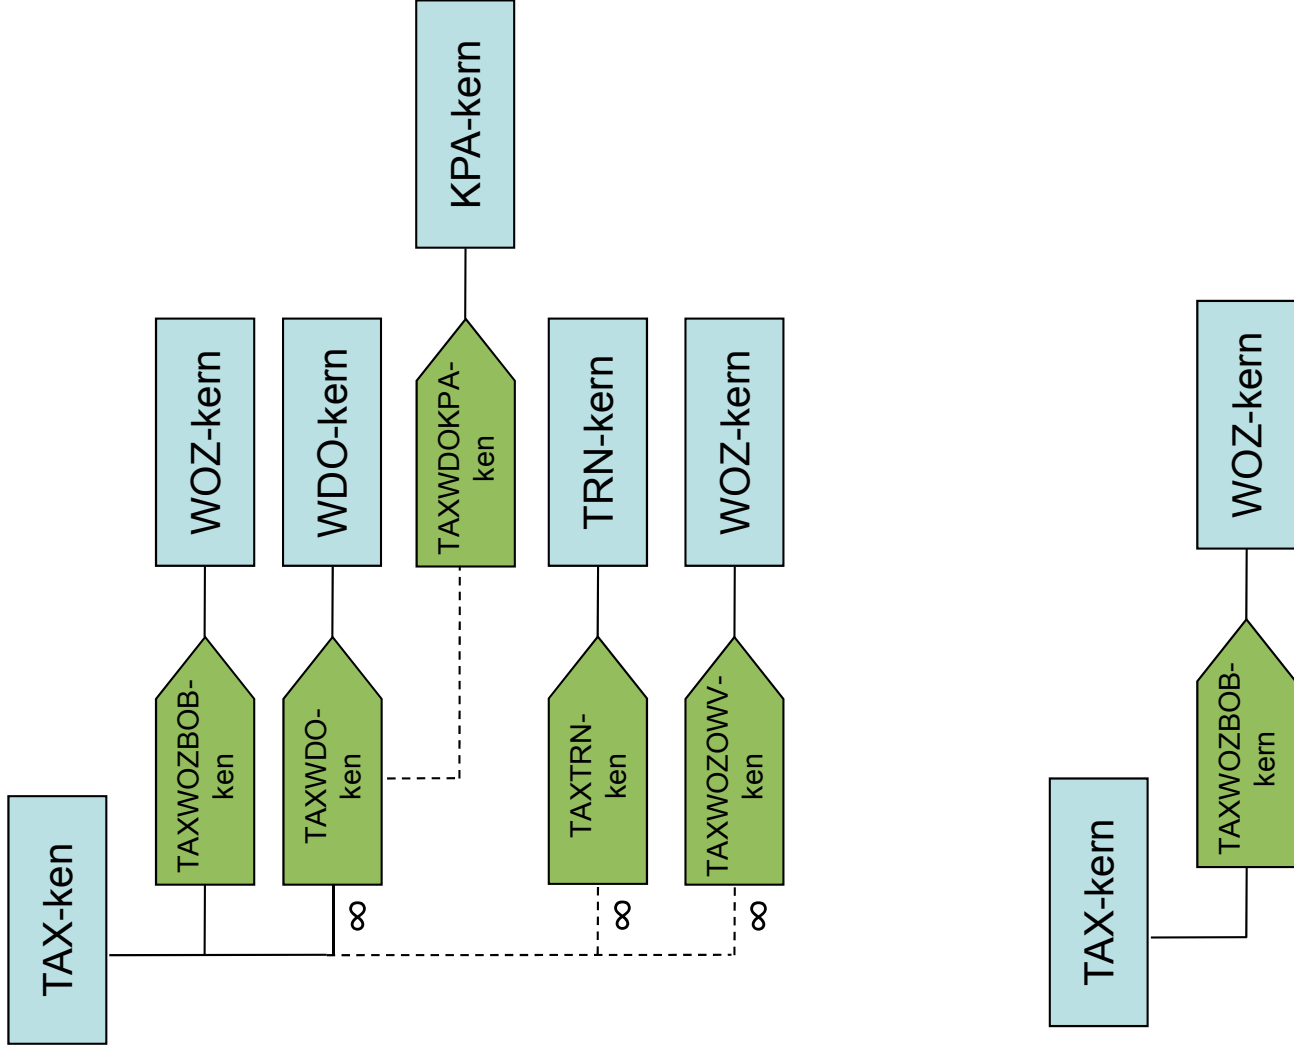 TAX-ken
TAXWOZBOB-
ken
WOZ-kern
TAXWDO-
ken
∞
WDO-kern
TAXWDOKPA-
ken
KPA-kern
TAXTRN-
ken
∞
TRN-kern
TAXWOZOWV-
ken
∞
WOZ-kern
TAX-kern
TAXWOZBOB-
kern
WOZ-kern